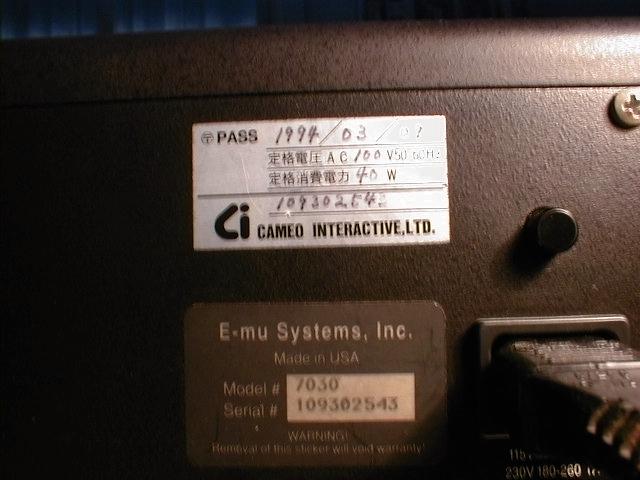 〒PASS 1994/03/01
定格電圧 AC 100 V50/60Hz
定格消費電力 40 W
109302543
Ci CAMEO INTERACTIVE,LTD.
E-mu Systems, Inc.
Made in USA
Model # 7030
Serial # 109302543
WARNING!
Removal of this sticker will void warranty!
115
230V 180-260